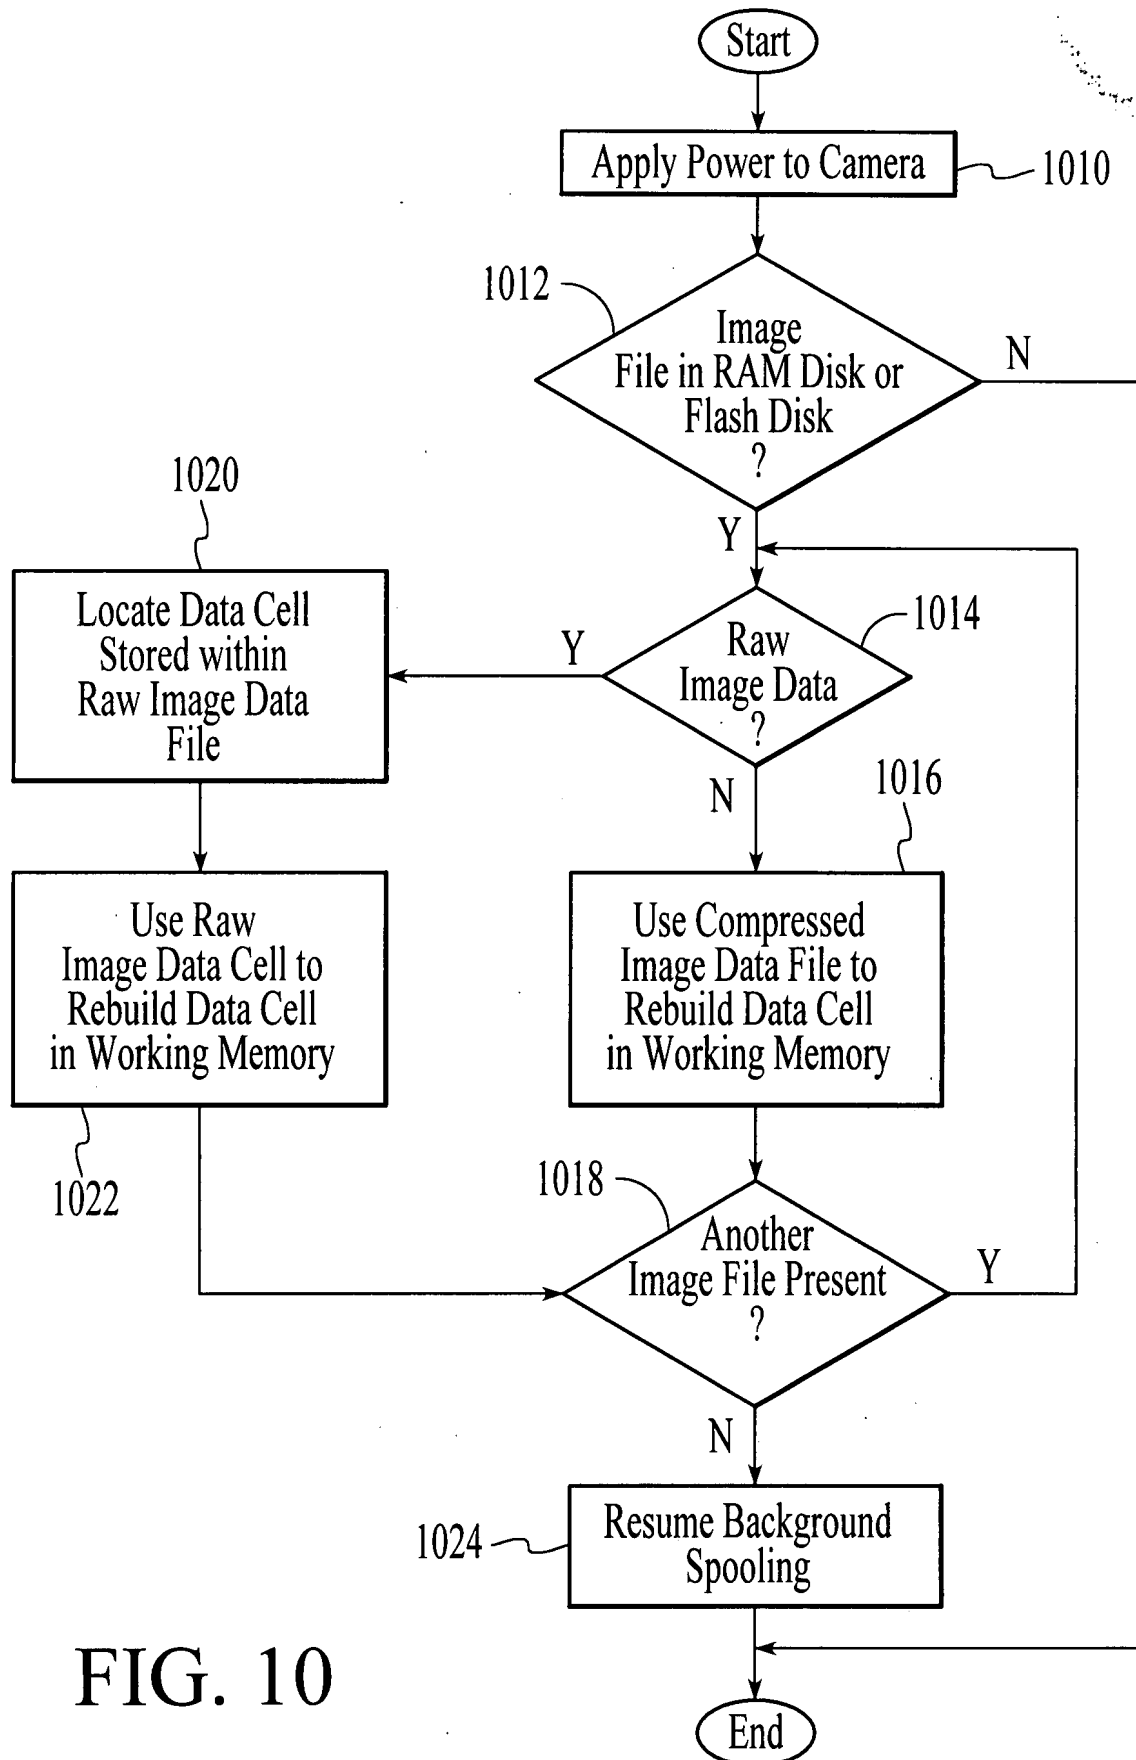 Start
Apply Power to Camera
1010
1012
Image
File in RAM Disk or
Flash Disk
?
N
Y
1020
Locate Data Cell
Stored within
Raw Image Data
File
Y
Raw
Image Data
?
1014
N
1016
Use Raw
Image Data Cell to
Rebuild Data Cell
in Working Memory
1022
Use Compressed
Image Data File to
Rebuild Data Cell
in Working Memory
1018
Another
Image File Present
?
Y
N
1024
Resume Background
Spooling
End
FIG. 10